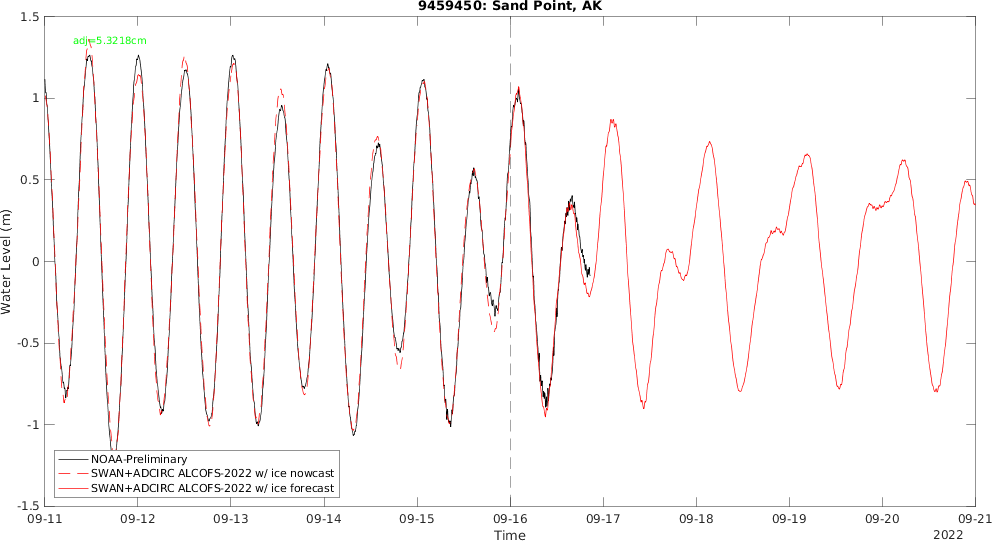 9459450: Sand Point, AK
adj=5.3218cm
Water Level (m)
1.5
1
0.5
0
-0.5
-1
-1.5
NOAA-Preliminary
SWAN+ADCIRC ALCOFS-2022 w/ ice nowcast
SWAN+ADCIRC ALCOFS-2022 w/ ice forecast
09-11 09-12 09-13 09-14 09-15 09-16 09-17 09-18 09-19 09-20 09-21
Time
2022